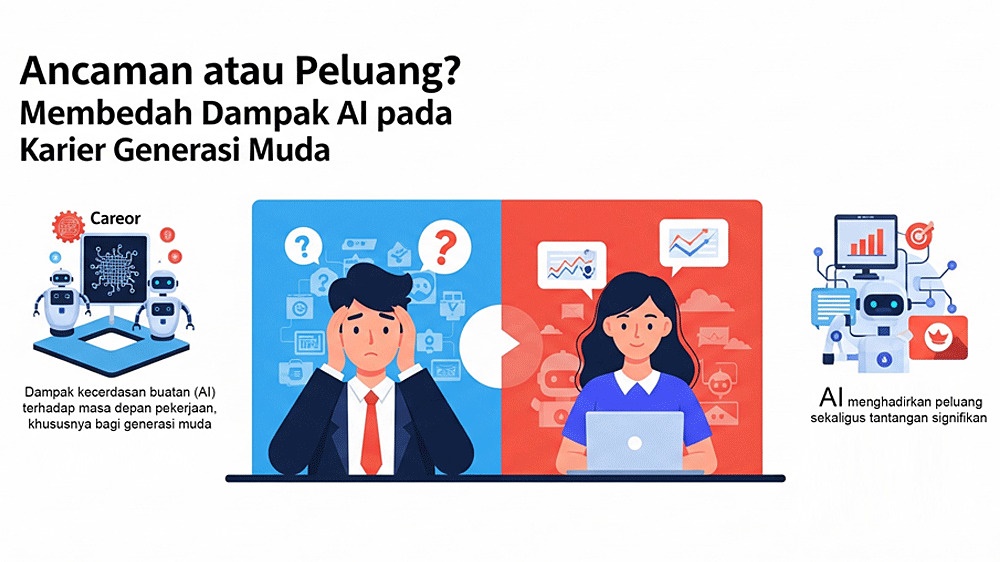 Ancaman atau Peluang?
Membedah Dampak AI pada
Karier Generasi Muda
Careor
Dampak kecerdasan buatan (AI)
terhadap masa depan pekerjaan,
khususnya bagi generasi muda
?
?
?
AI menghadirkan peluang
sekaligus tantangan signifikan